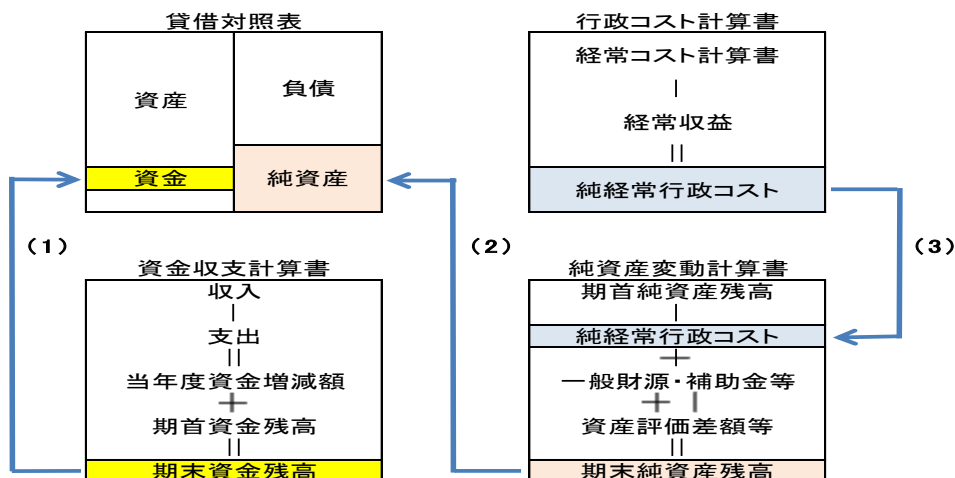 貸借対照表
資産
負債
資金
純資産
行政コスト計算書
経常コスト計算書
－
経常収益
＝
純経常行政コスト
（1）
（2）
（3）
資金収支計算書
収入
－
支出
＝
当年度資金増減額
＋
期首資金残高
＝
期末資金残高
純資産変動計算書
期首純資産残高
－
純経常行政コスト
＋
一般財源・補助金等
＋－
資産評価差額等
＝
期末純資産残高